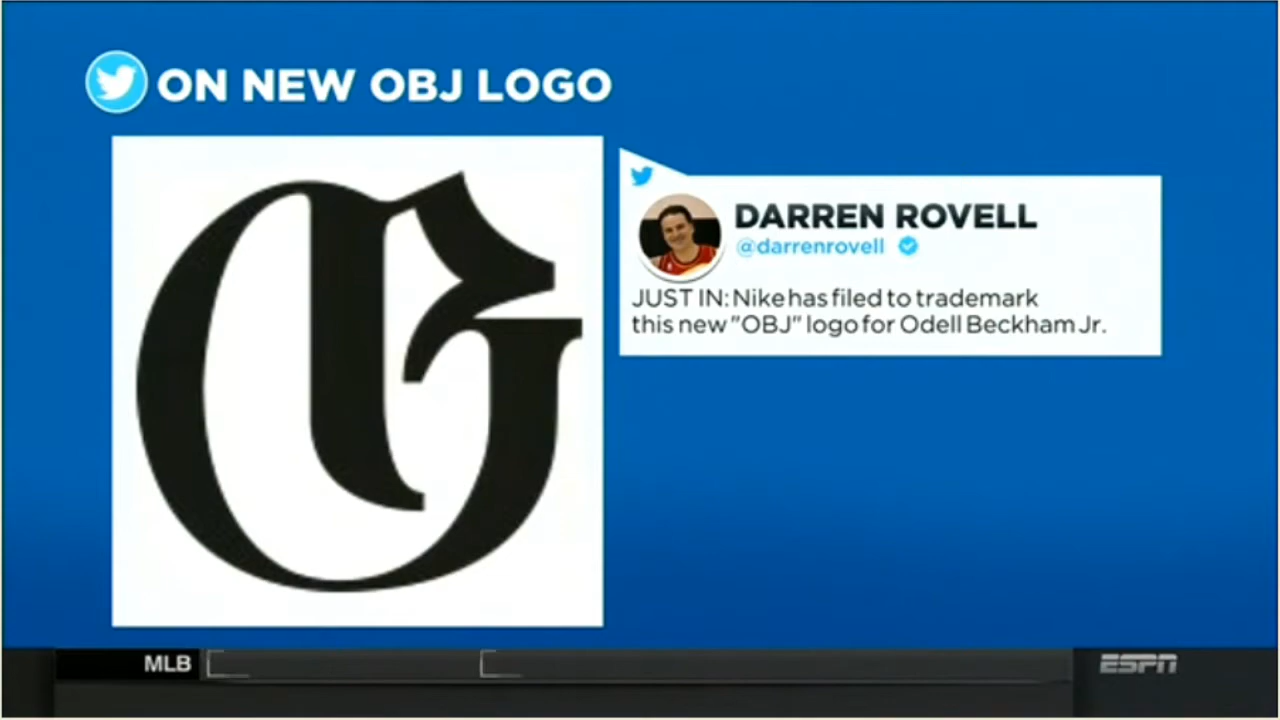 ON NEW OBJ LOGO
DARREN ROVELL
@darrenrovell
JUST IN: Nike has filed to trademark
this new "OBJ" logo for Odell Beckham Jr.
MLB
ESPN